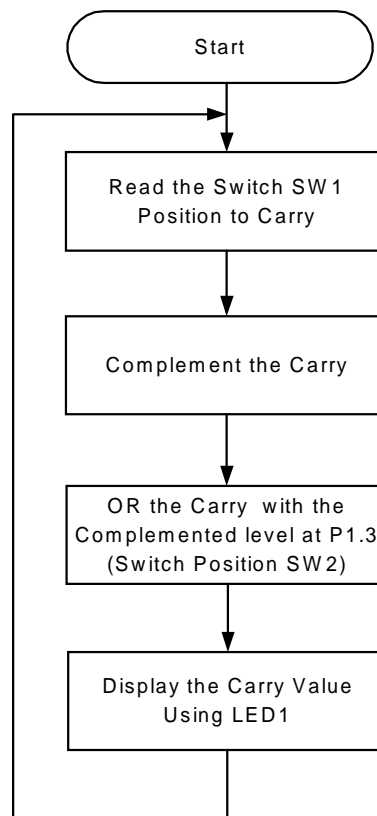 Start
Read the Switch SW1
Position to Carry
Complement the Carry
OR the Carry with the
Complemented level at P1.3
(Switch Position SW2)
Display the Carry Value
Using LED1